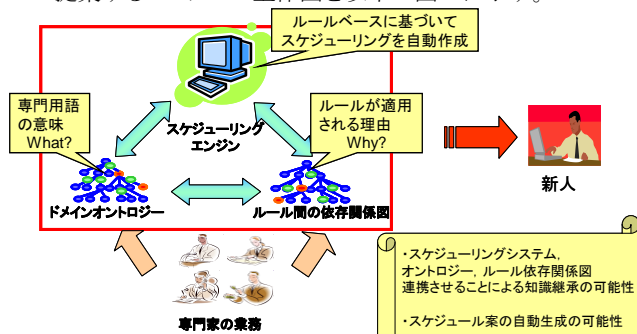 ルールベースに基づいて
スケジューリングを自動作成
専門用語
の意味
What?
スケジューリング
エンジン
ルールが適用
される理由
Why?
ドメインオントロジー
ルール間の依存関係図
新人
専門家の業務
・スケジューリングシステム,
オントロジー, ルール依存関係図
連携させることによる知識継承の可能性
・スケジュール案の自動生成の可能性